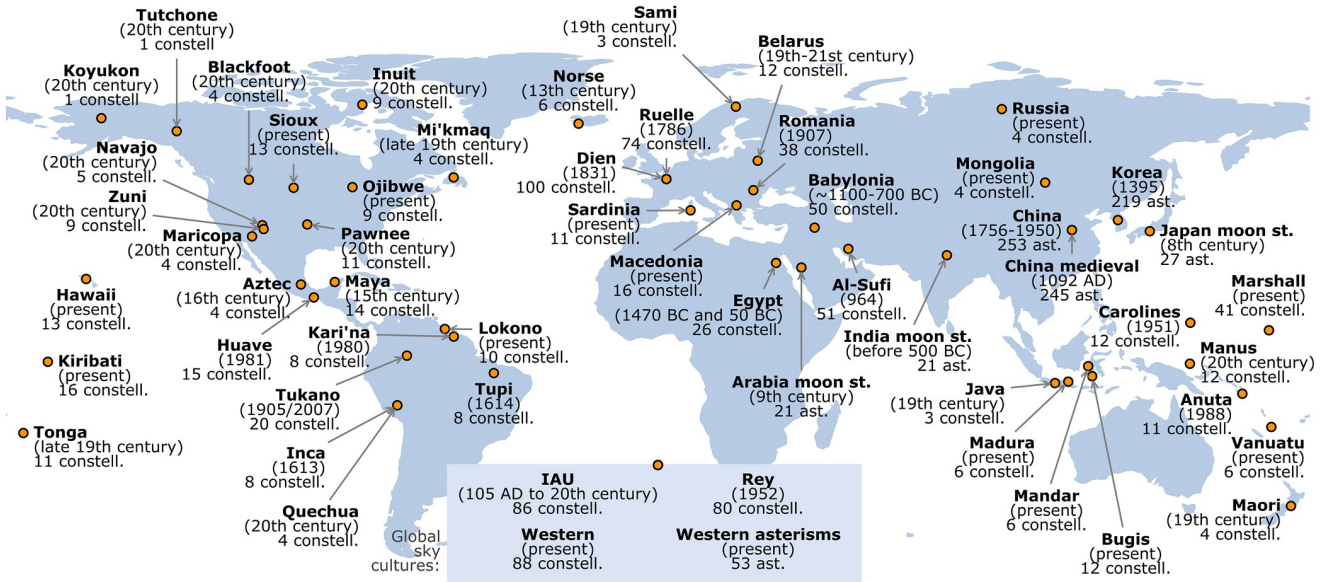 Tutchone
(20th century)
1 constell.
Koyukon
(20th century)
1 constell
Blackfoot
(20th century)
4 constell.
Inuit
(20th century)
9 constell.
Sioux
(present)
13 constell.
Mi'kmaq
(late 19th century)
4 constell.
Navajo
(20th century)
5 constell.
Zuni
(20th century)
9 constell.
Maricopa
(20th century)
4 constell.
Ojibwe
(present)
9 constell.
Pawnee
(20th century)
11 constell.
Hawaii
(present)
13 constell.
Aztec
(16th century)
4 constell.
Maya
(15th century)
14 constell.
Huave
(1981)
15 constell.
Kari'na
(1980)
8 constell.
Lokono
(present)
10 constell.
Kiribati
(present)
16 constell.
Tukano
(1905/2007)
20 constell.
Tupi
(1614)
8 constell.
Tonga
(late 19th century)
11 constell.
Inca
(1613)
8 constell.
Quechua
(20th century)
4 constell.
Sami
(19th century)
3 constell.
Belarus
(19th-21st century)
12 constell.
Norse
(13th century)
6 constell.
Ruelle
(1786)
74 constell.
Romania
(1907)
38 constell.
Dien
(1831)
100 constell.
Sardinia
(present)
11 constell.
Babylonia
(~1100-700 BC)
50 constell.
Macedonia
(present)
16 constell.
Egypt
(1470 BC and 50 BC)
26 constell.
Al-Sufi
(964)
51 constell.
Arabia moon st.
(9th century)
21 ast.
India moon st.
(before 500 BC)
21 ast.
Russia
(present)
4 constell.
Mongolia
(present)
4 constell.
Korea
(1395)
219 ast.
China
(1756-1950)
253 ast.
Japan moon st.
(8th century)
27 ast.
China medieval
(1092 AD)
245 ast.
Marshall
(present)
41 constell.
Carolines
(1951)
12 constell.
Manus
(20th century)
12 constell.
Java
(19th century)
3 constell.
Anuta
(1988)
11 constell.
Madura
(present)
6 constell.
Vanuatu
(present)
6 constell.
Mandar
(present)
6 constell.
Bugis
(present)
12 constell.
Maori
(19th century)
4 constell.
Global
sky
cultures:
IAU
(105 AD to 20th century)
86 constell.
Rey
(1952)
80 constell.
Western
(present)
88 constell.
Western asterisms
(present)
53 ast.